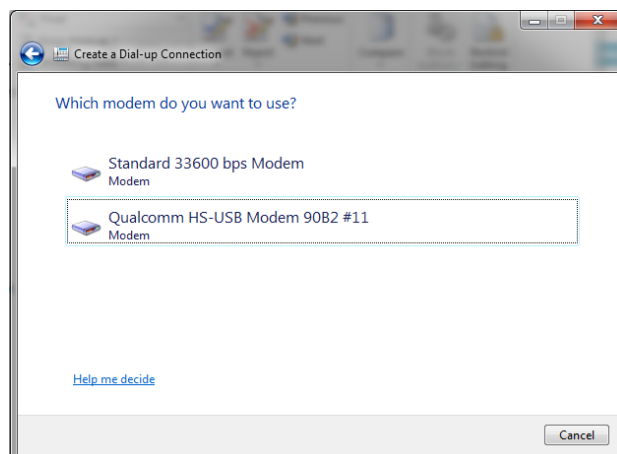 Create a Dial-up Connection
Which modem do you want to use?
Standard 33600 bps Modem
Modem
Qualcomm HS-USB Modem 90B2 #11
Modem
Help me decide
Cancel